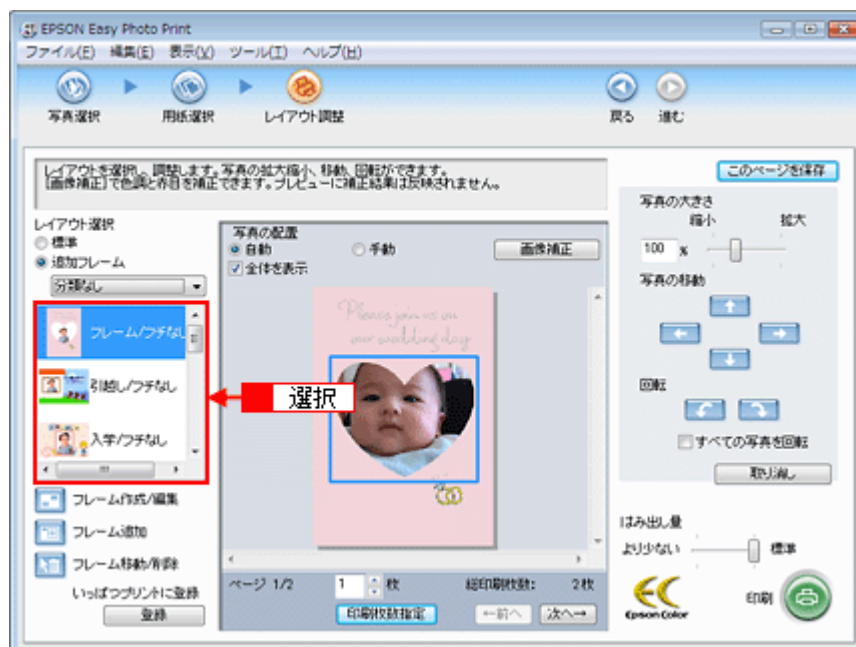 EPSON Easy Photo Print
ファイル(F) 編集(E) 表示(V) ツール(T) ヘルプ(H)
写真選択 用紙選択 レイアウト調整 戻る 進む
レイアウトを選択し、調整します。写真の拡大縮小、移動、回転ができます。
[画像補正]で色調と赤目を補正できます。プレビューに補正結果は反映されません。
このページを保存
レイアウト選択
標準
追加フレーム
分類なし
フレーム/フチなし
引越し/フチなし
入学/フチなし
選択
フレーム作成/編集
フレーム追加
フレーム移動/削除
いっぱつプリントに登録
登録
写真の配置
自動 手動 画像補正
全体を表示
Please join us on
our wedding day
ページ 1/2 1 枚 総印刷枚数: 2枚
印刷枚数指定 ←前へ 次へ→
写真の大きさ
縮小 拡大
100 %
写真の移動
回転
すべての写真を回転
取り消し
はみ出し量
より少ない 標準
Epson Color 印刷